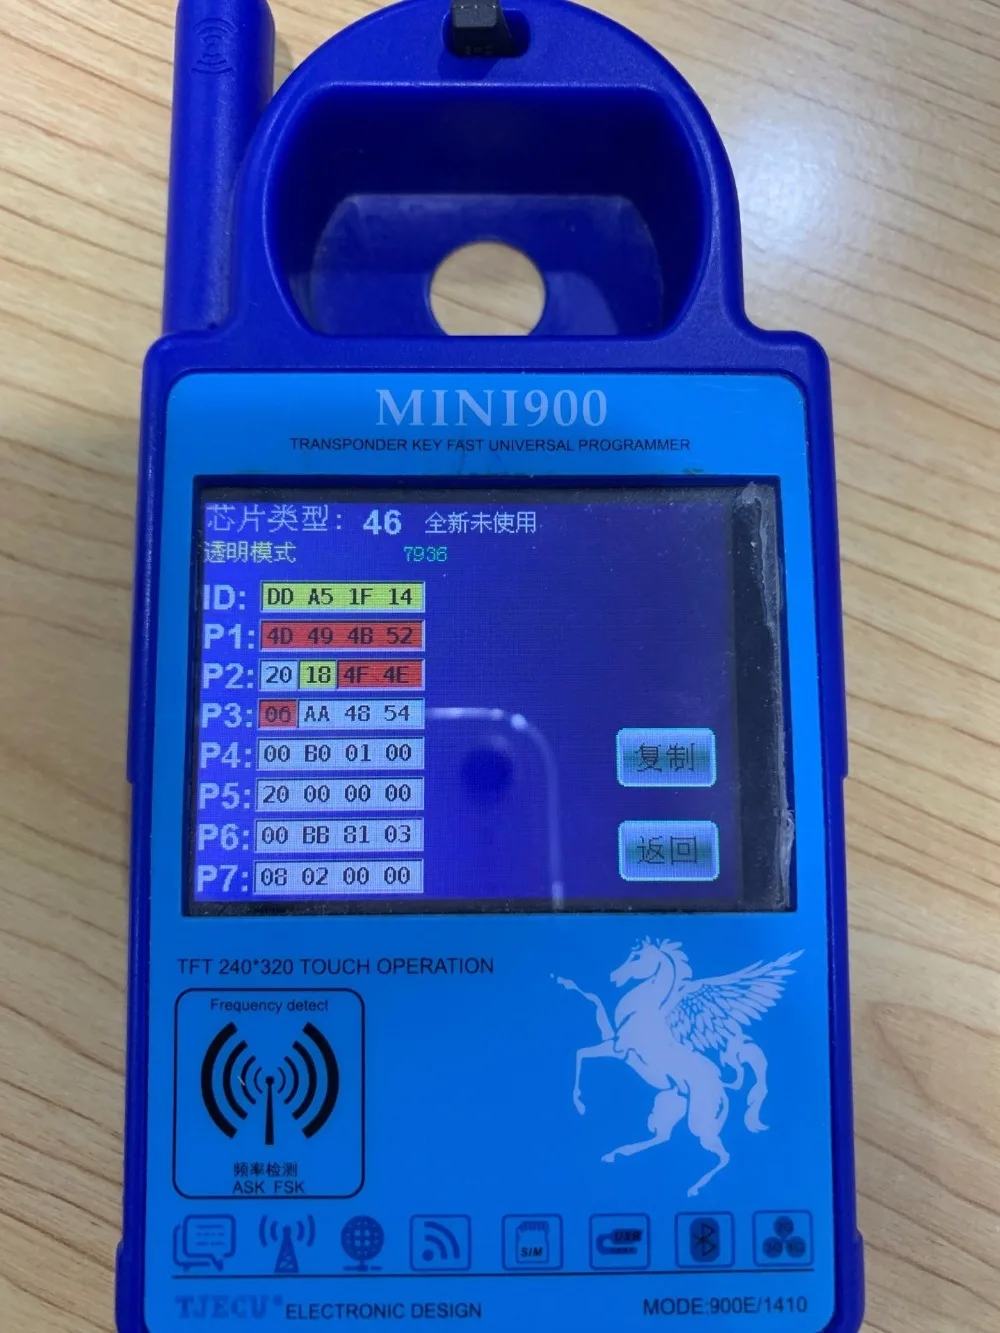 MINI900
TRANSPONDER KEY FAST UNIVERSAL PROGRAMMER
芯片类型: 46 全新未使用
透明模式 7936
ID: DD A5 1F 14
P1: 4D 49 4B 52
P2: 20 18 4F 4E
P3: 06 AA 48 54
P4: 00 B0 01 00
P5: 20 00 00 00
P6: 00 BB 81 03
P7: 08 02 00 00
复制
返回
TFT 240*320 TOUCH OPERATION
Frequency detect
频率检测
ASK FSK
SIM
USB
TJECU® ELECTRONIC DESIGN
MODE:900E/1410